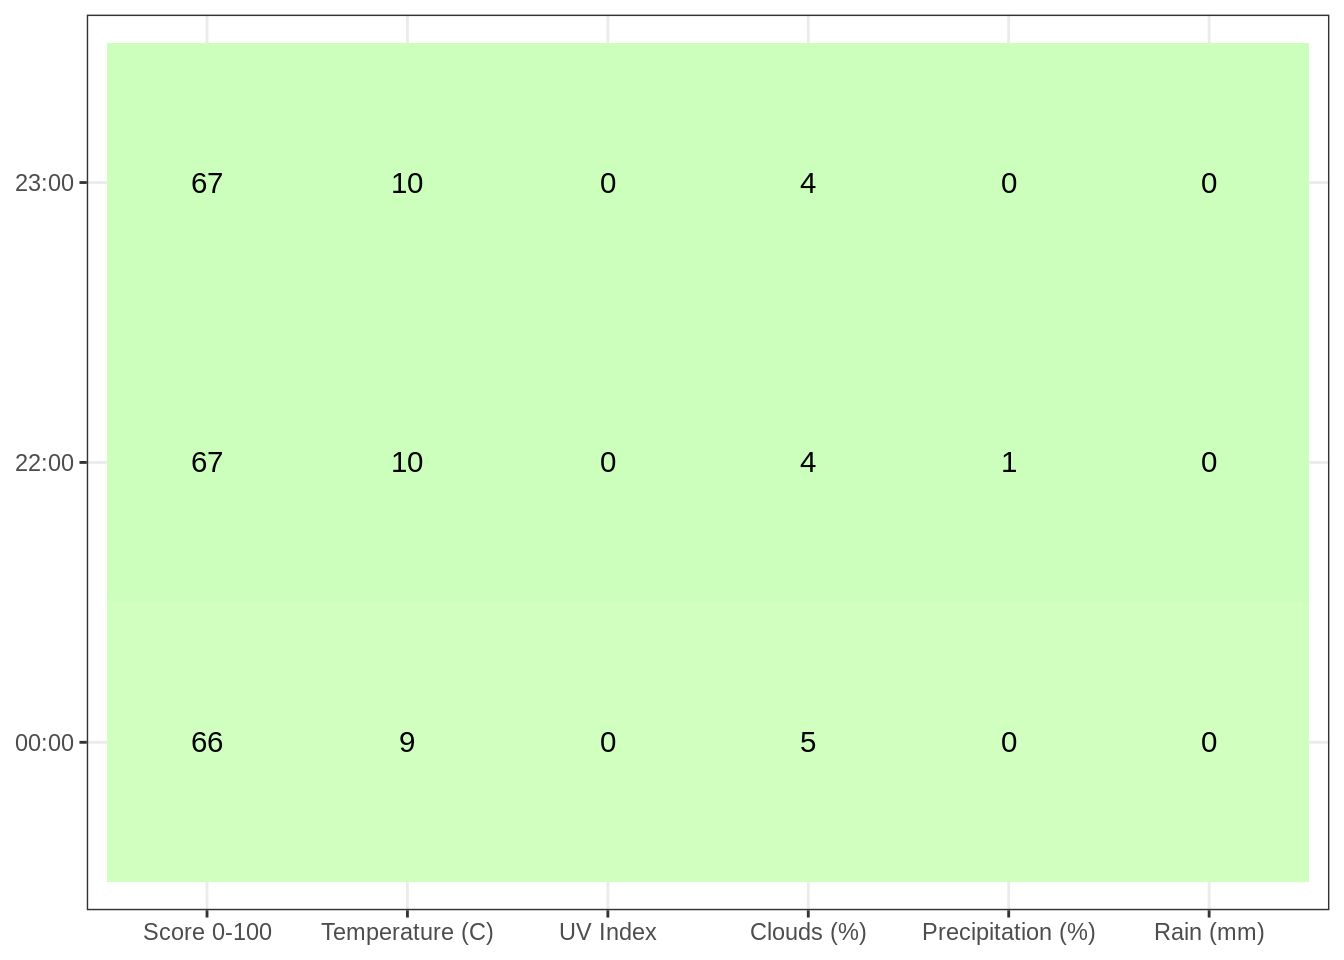 23:00 67 10 0 4 0 0
22:00 67 10 0 4 1 0
00:00 66 9 0 5 0 0
Score 0-100 Temperature (C) UV Index Clouds (%) Precipitation (%) Rain (mm)